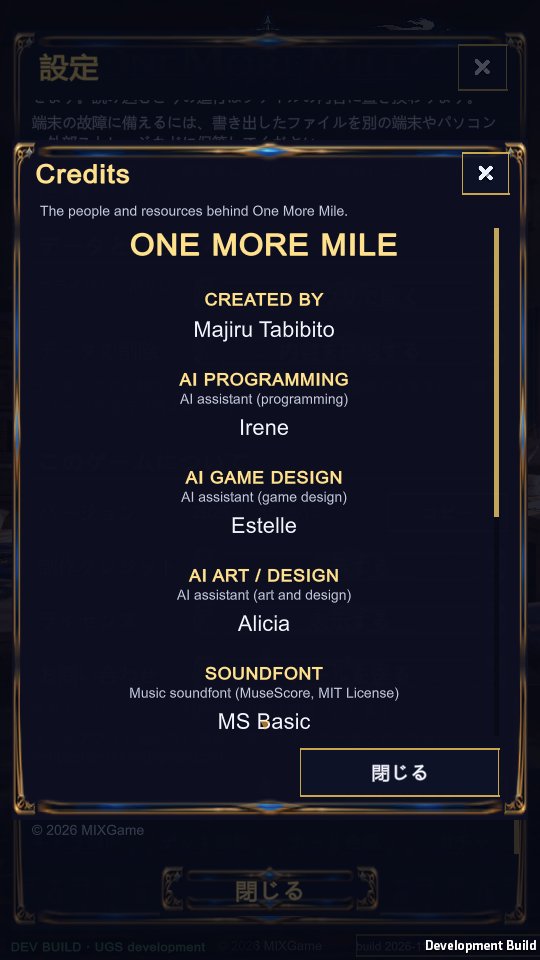 設定
端末の故障に備えるには、書き出したファイルを別の端末やパソコン
Credits
The people and resources behind One More Mile.
ONE MORE MILE
CREATED BY
Majiru Tabibito
AI PROGRAMMING
AI assistant (programming)
Irene
AI GAME DESIGN
AI assistant (game design)
Estelle
AI ART / DESIGN
AI assistant (art and design)
Alicia
SOUNDFONT
Music soundfont (MuseScore, MIT License)
MS Basic
閉じる
© 2026 MIXGame
閉じる
DEV BUILD · UGS development © 2026 MIXGame build 2026-1
Development Build